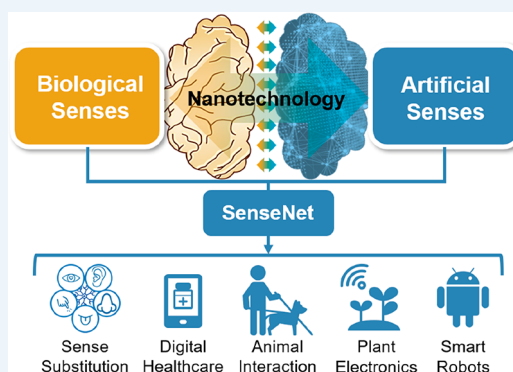 Biological
Senses
Nanotechnology
Artificial
Senses
SenseNet
Sense
Substitution
Digital
Healthcare
Animal
Interaction
Plant
Electronics
Smart
Robots